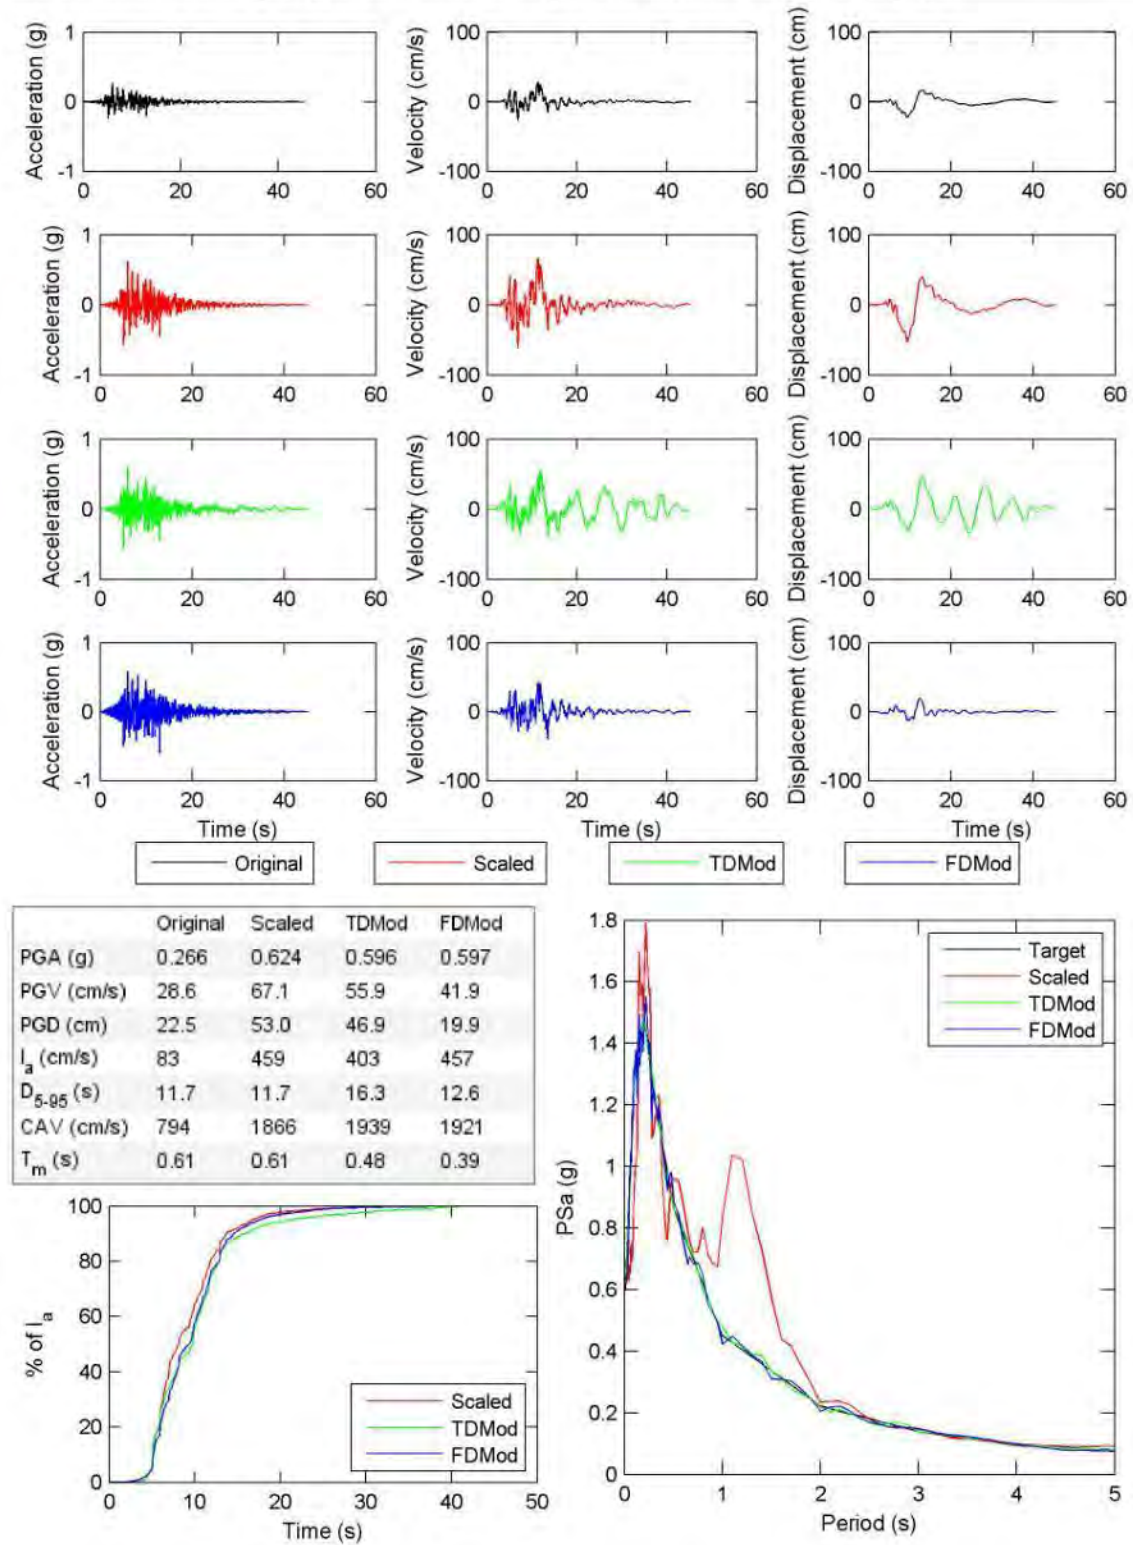 Acceleration (g)
1
0
-1
0 20 40 60
Velocity (cm/s)
100
0
-100
0 20 40 60
Displacement (cm)
100
0
-100
0 20 40 60
Acceleration (g)
1
0
-1
0 20 40 60
Velocity (cm/s)
100
0
-100
0 20 40 60
Displacement (cm)
100
0
-100
0 20 40 60
Acceleration (g)
1
0
-1
0 20 40 60
Velocity (cm/s)
100
0
-100
0 20 40 60
Displacement (cm)
100
0
-100
0 20 40 60
Acceleration (g)
1
0
-1
0 20 40 60
Time (s)
Velocity (cm/s)
100
0
-100
0 20 40 60
Time (s)
Displacement (cm)
100
0
-100
0 20 40 60
Time (s)
Original Scaled TDMod FDMod
Original Scaled TDMod FDMod
PGA (g) 0.266 0.624 0.596 0.597
PGV (cm/s) 28.6 67.1 55.9 41.9
PGD (cm) 22.5 53.0 46.9 19.9
I_a (cm/s) 83 459 403 457
D_5-95 (s) 11.7 11.7 16.3 12.6
CAV (cm/s) 794 1866 1939 1921
T_m (s) 0.61 0.61 0.48 0.39
% of I_a
100
80
60
40
20
0
0 10 20 30 40 50
Time (s)
Scaled
TDMod
FDMod
PSa (g)
1.8
1.6
1.4
1.2
1
0.8
0.6
0.4
0.2
0
0 1 2 3 4 5
Period (s)
Target
Scaled
TDMod
FDMod